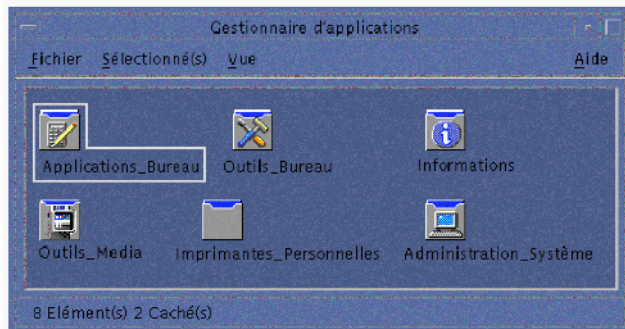 Gestionnaire d'applications
Fichier Sélectionné(s) Vue Aide
Applications_Bureau Outils_Bureau Informations
Outils_Media Imprimantes_Personnelles Administration_Système
8 Elément(s) 2 Caché(s)